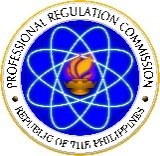 PROFESSIONAL REGULATION COMMISSION
REPUBLIC OF THE PHILIPPINES